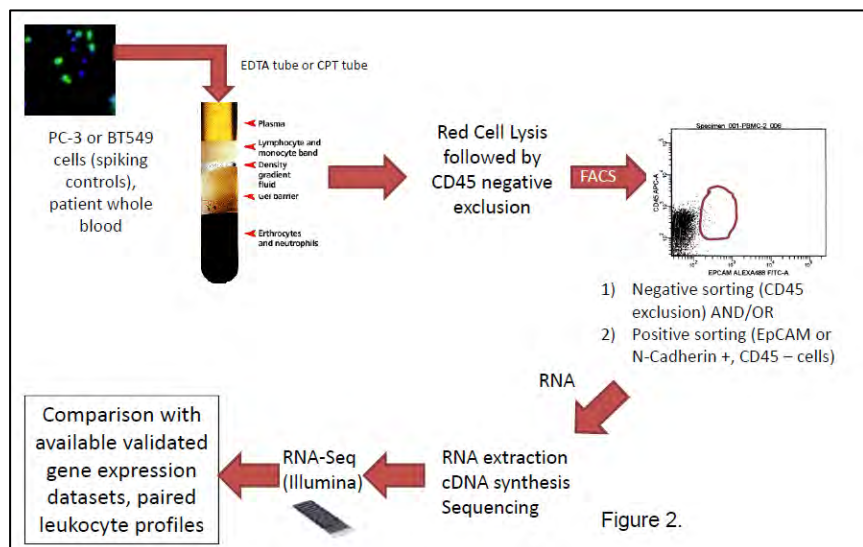 EDTA tube or CPT tube
PC-3 or BT549
cells (spiking
controls),
patient whole
blood
Plasma
Lymphocyte and
monocyte band
Density
gradient
fluid
Gel barrier
Erthrocytes
and neutrophils
Red Cell Lysis
followed by
CD45 negative
exclusion
FACS
Specimen_001-PBMC-2_006
CD45 APC-A
EPCAM ALEXA488 FITC-A
1) Negative sorting (CD45
exclusion) AND/OR
2) Positive sorting (EpCAM or
N-Cadherin +, CD45 – cells)
RNA
RNA extraction
cDNA synthesis
Sequencing
RNA-Seq
(Illumina)
Comparison with
available validated
gene expression
datasets, paired
leukocyte profiles
Figure 2.